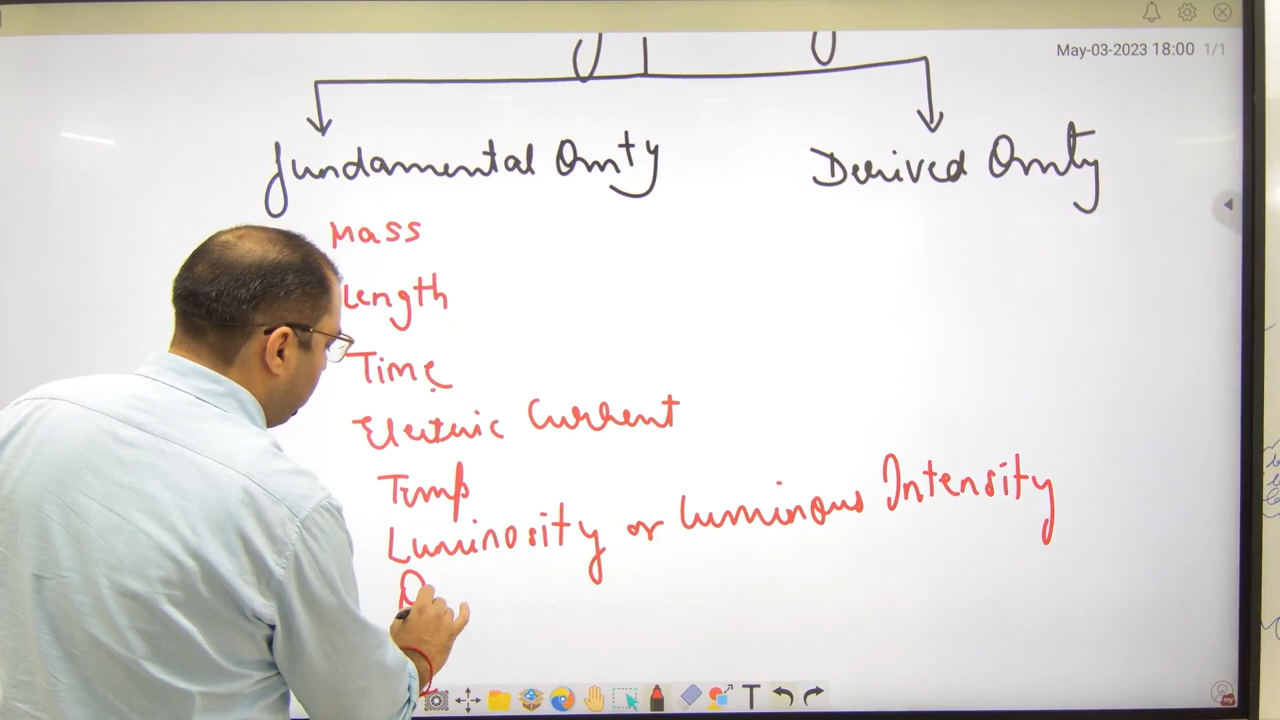 May-03-2023 18:00 1/1
Fundamental Qnty Derived Qnty
Mass
Length
Time
Electric Current
Temp
Luminosity or Luminous Intensity
T